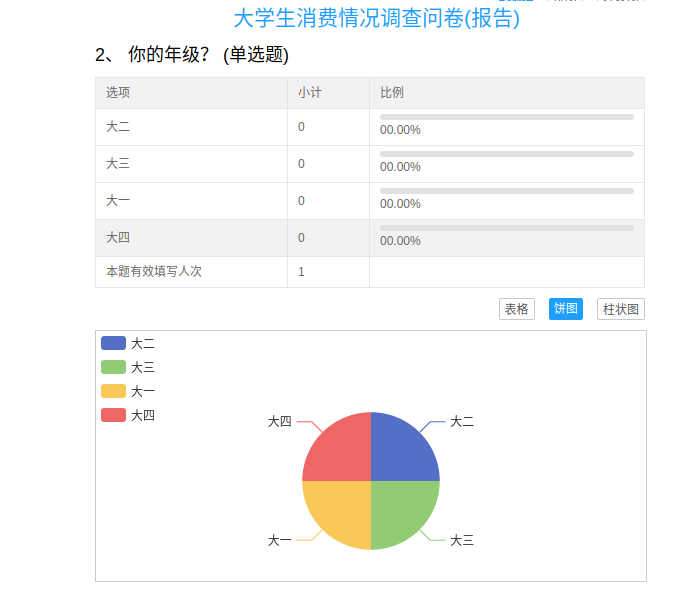 大学生消费情况调查问卷(报告)
2、 你的年级? (单选题)
选项 小计 比例
大二 0 00.00%
大三 0 00.00%
大一 0 00.00%
大四 0 00.00%
本题有效填写人次 1
表格 饼图 柱状图
大二
大三
大一
大四
大四 大二
大一 大三